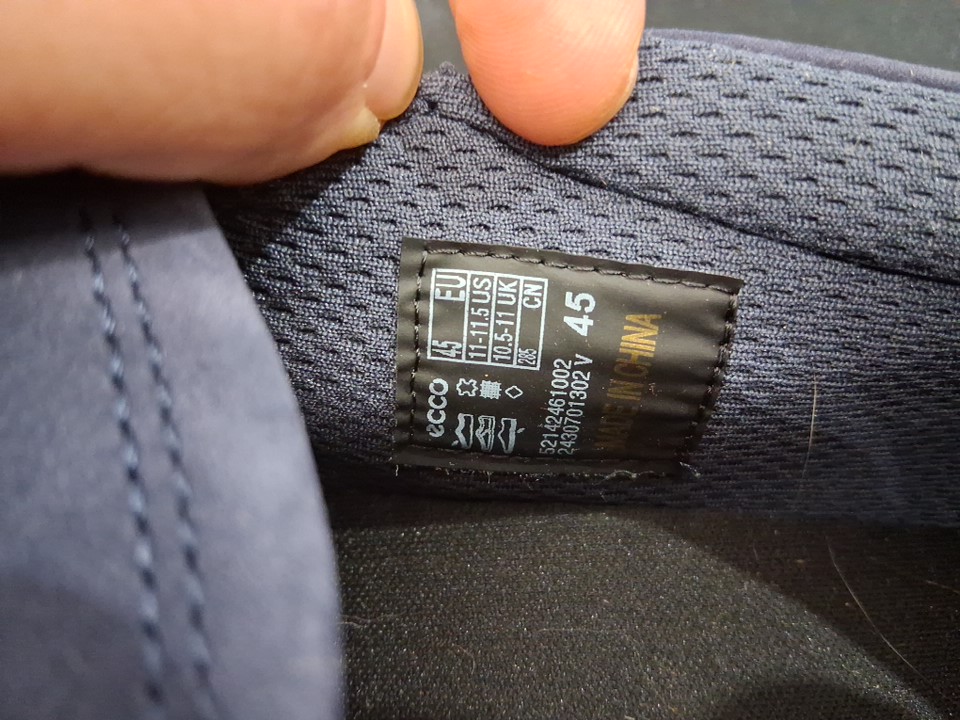 45 EU
11-11.5 US
10.5-11 UK
285 CN
45
ecco
52142461002
2430701302 V
MADE IN CHINA